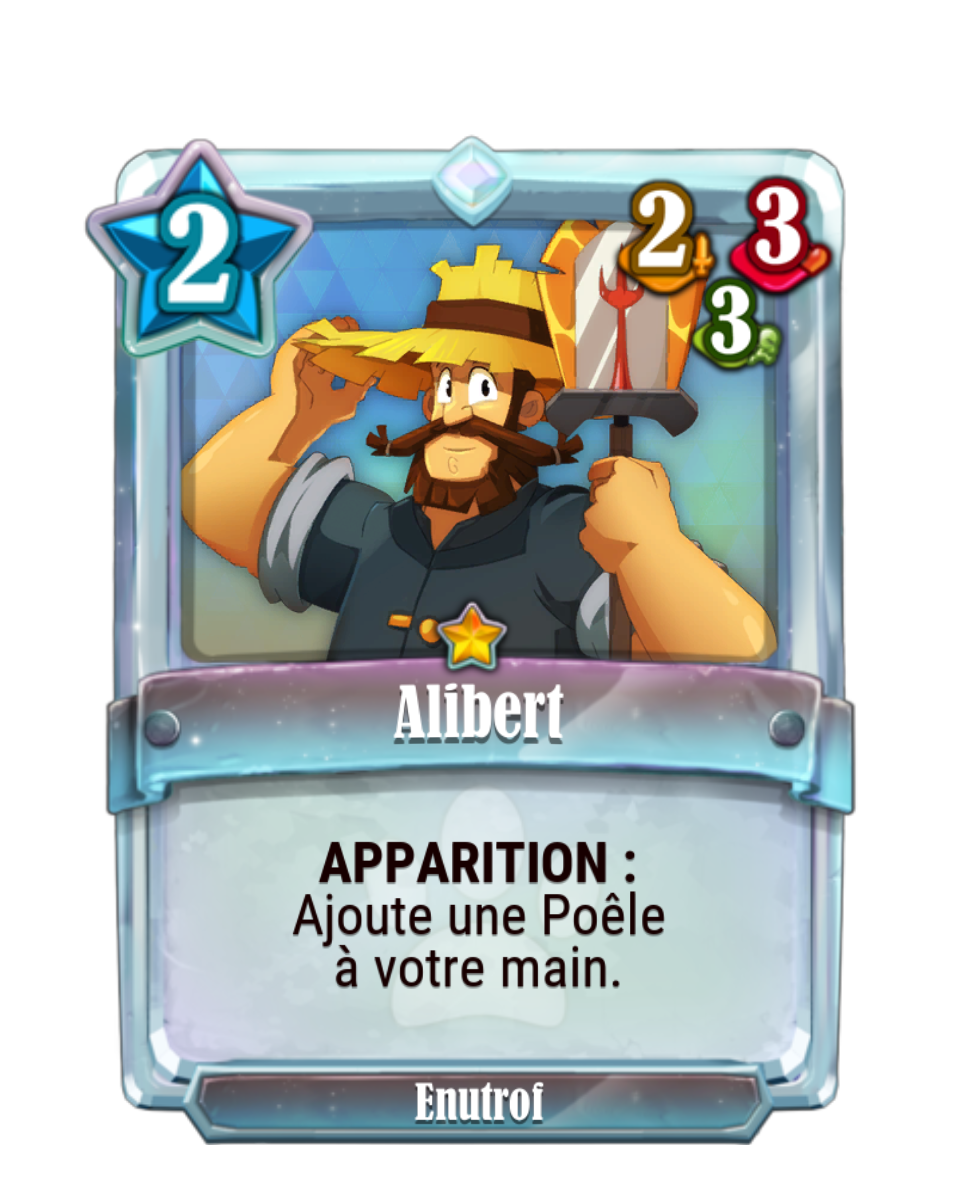 2
2 3
3
Alibert
APPARITION :
Ajoute une Poêle
à votre main.
Enutrof